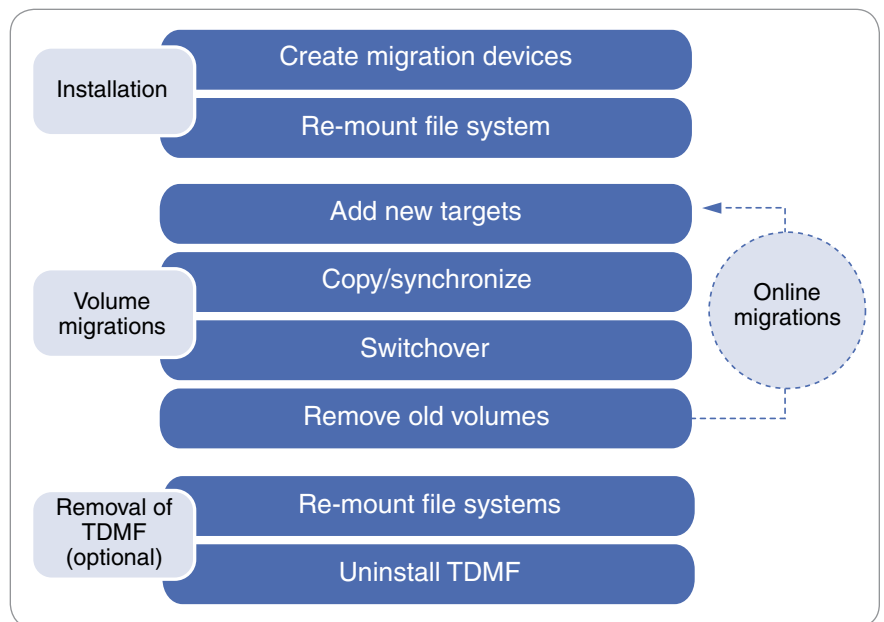 Installation
Create migration devices
Re-mount file system
Volume
migrations
Add new targets
Copy/synchronize
Switchover
Remove old volumes
Online
migrations
Removal of
TDMF
(optional)
Re-mount file systems
Uninstall TDMF